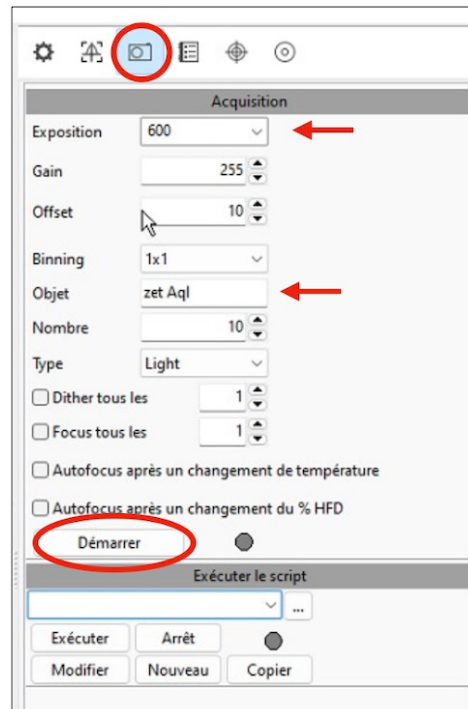 Acquisition
Exposition 600
Gain 255
Offset 10
Binning 1x1
Objet zet Aql
Nombre 10
Type Light
Dither tous les 1
Focus tous les 1
Autofocus après un changement de température
Autofocus après un changement du % HFD
Démarrer
Exécuter le script
...
Exécuter Arrêt
Modifier Nouveau Copier